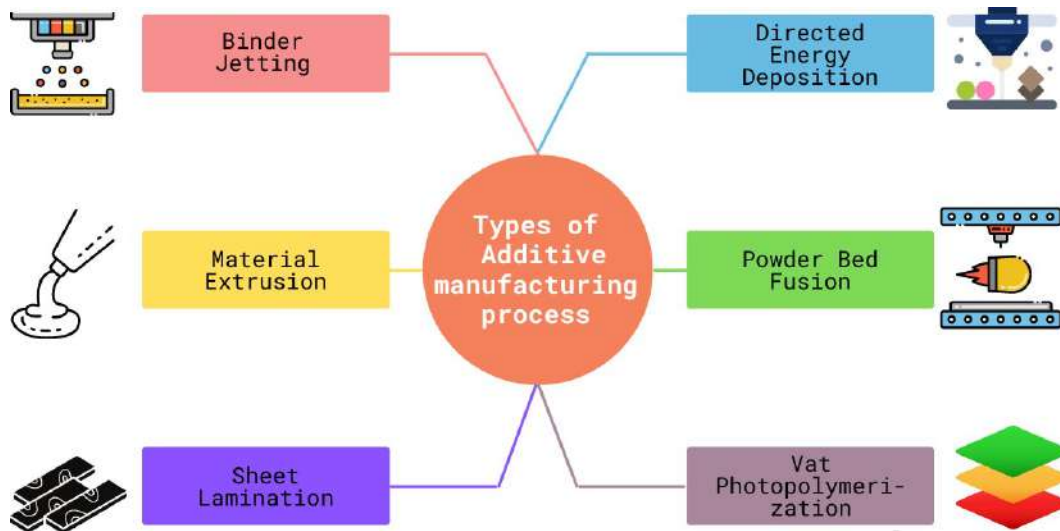 Binder
Jetting
Directed
Energy
Deposition
Types of
Additive
manufacturing
process
Material
Extrusion
Powder Bed
Fusion
Sheet
Lamination
Vat
Photopolymeri-
zation